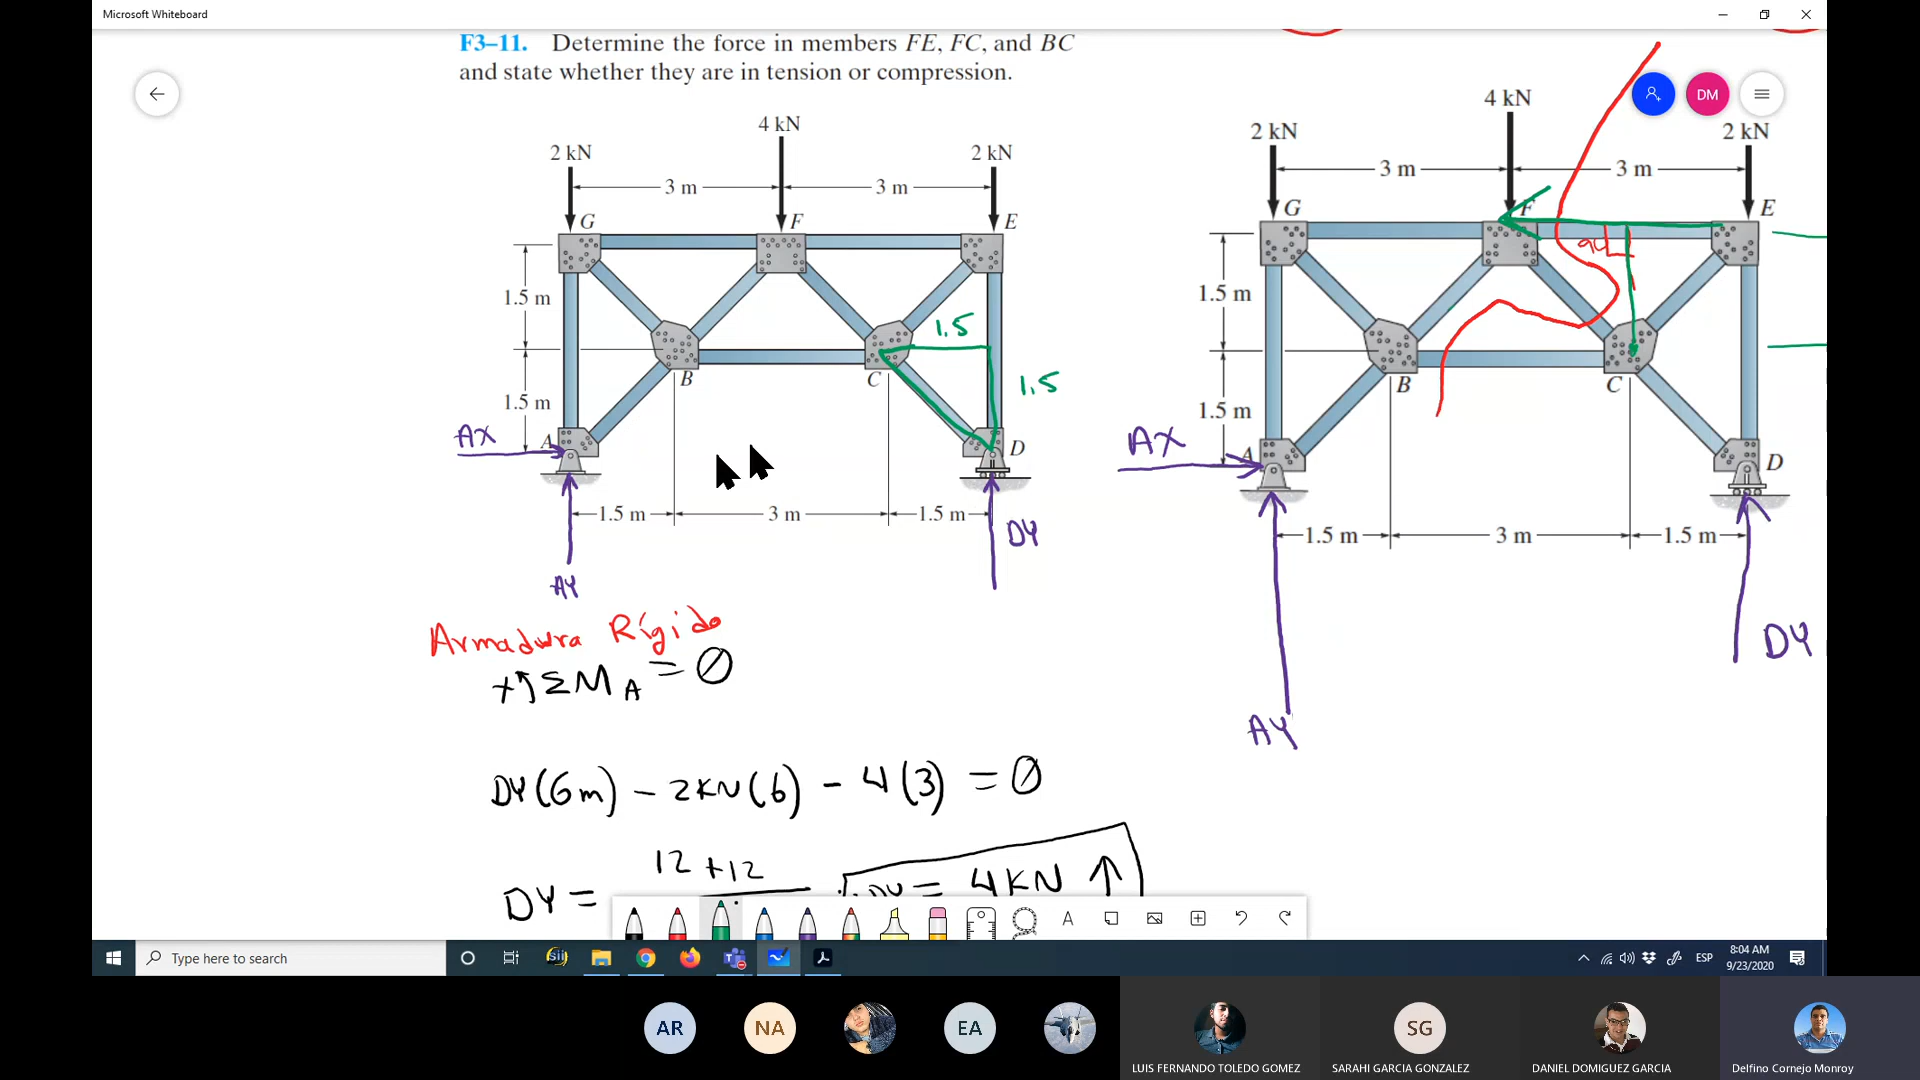 Microsoft Whiteboard
F3–11. Determine the force in members FE, FC, and BC
and state whether they are in tension or compression.
DM
4 kN
2 kN
2 kN
3 m
3 m
G
F
E
1.5 m
1.5
1.5
B
C
1.5 m
AX
A
D
1.5 m
3 m
1.5 m
DY
AY
4 kN
2 kN
2 kN
3 m
3 m
G
F
E
1.5 m
B
C
1.5 m
AX
A
D
1.5 m
3 m
1.5 m
DY
AY
Armadura Rígida
+ΣMA = 0
DY(6m) – 2KN(6) – 4(3) = 0
DY = 12 + 12
DY = 4KN ↑
A
Type here to search
sii
ESP
8:04 AM
9/23/2020
AR
NA
EA
SG
LUIS FERNANDO TOLEDO GOMEZ
SARAHI GARCIA GONZALEZ
DANIEL DOMIGUEZ GARCIA
Delfino Cornejo Monroy